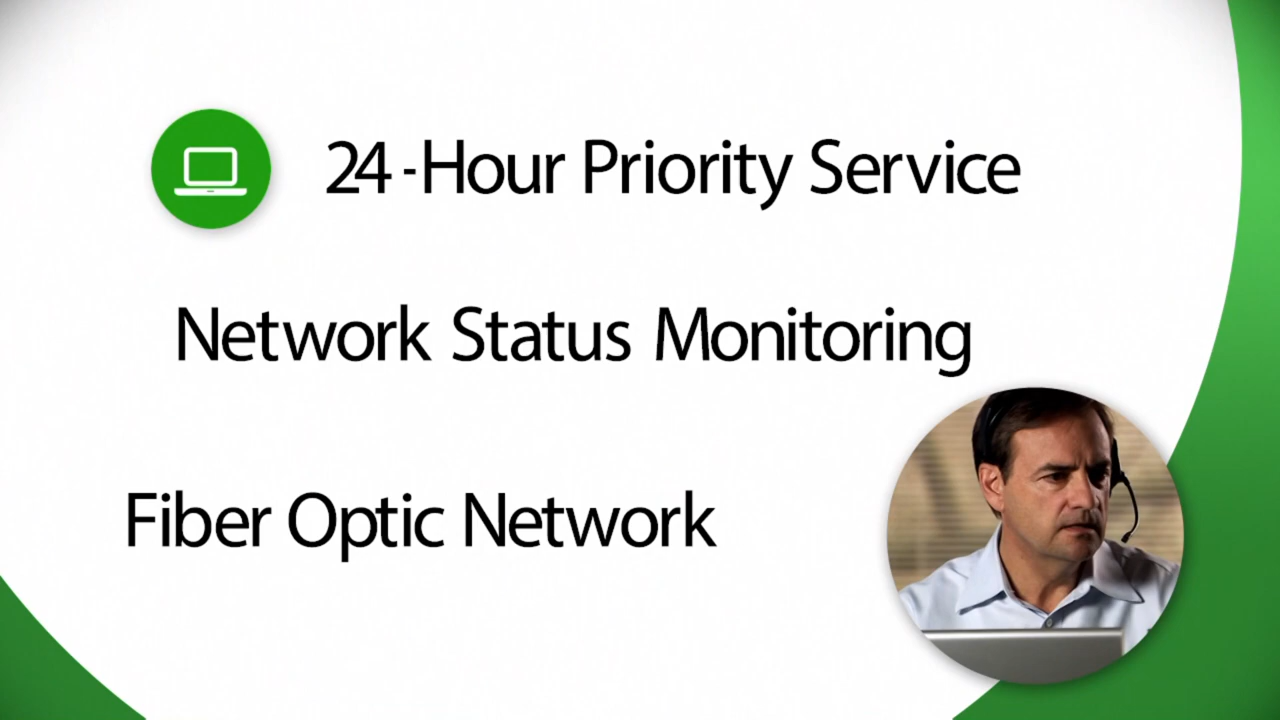 24-Hour Priority Service
Network Status Monitoring
Fiber Optic Network